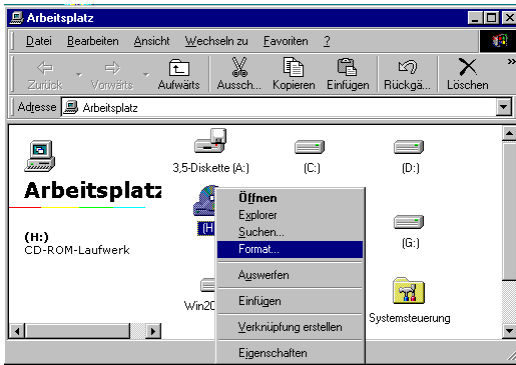 Arbeitsplatz
Datei Bearbeiten Ansicht Wechseln zu Favoriten ?
Zurück Vorwärts Aufwärts Aussch... Kopieren Einfügen Rückgä... Löschen »
Adresse Arbeitsplatz
3,5-Diskette (A:) (C:) (D:)
Arbeitsplatz
(H:)
CD-ROM-Laufwerk
(H
(G:)
Win20
Systemsteuerung
Öffnen
Explorer
Suchen...
Format...
Auswerfen
Einfügen
Verknüpfung erstellen
Eigenschaften